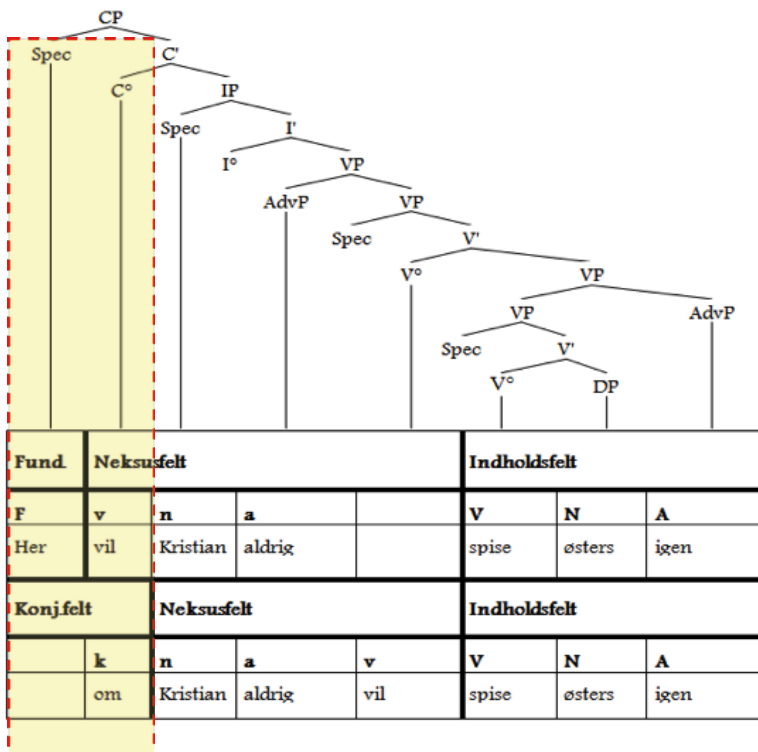 CP
Spec C'
C° IP
Spec I'
I° VP
AdvP VP
Spec V'
V° VP
VP AdvP
Spec V'
V° DP
Fund. Neksusfelt Indholdsfelt
F v n a V N A
Her vil Kristian aldrig spise østers igen
Konj.felt Neksusfelt Indholdsfelt
k n a v V N A
om Kristian aldrig vil spise østers igen